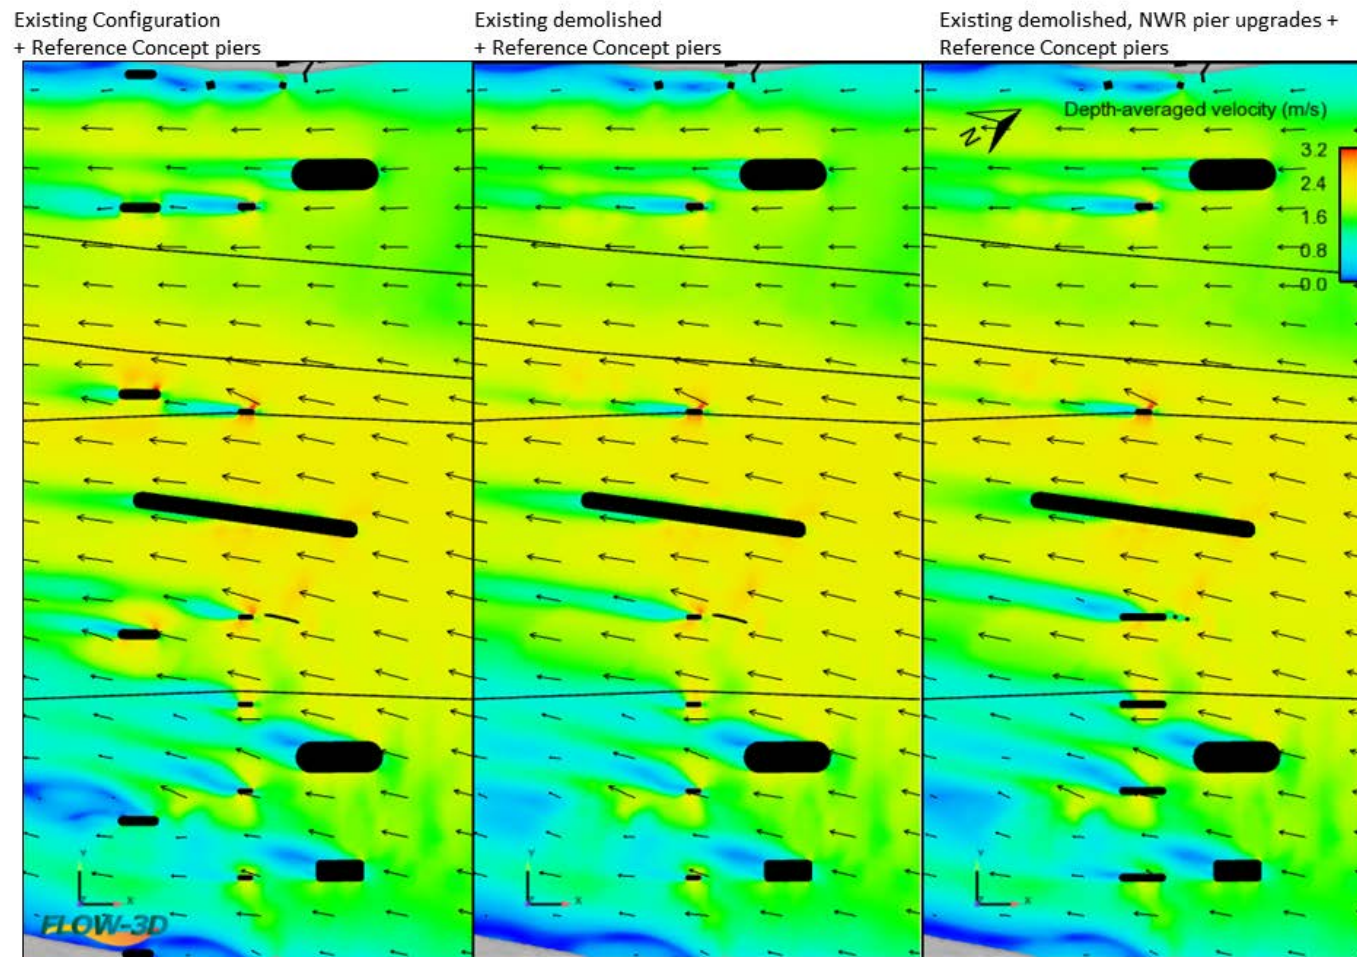 Existing Configuration
+ Reference Concept piers
Existing demolished
+ Reference Concept piers
Existing demolished, NWR pier upgrades +
Reference Concept piers
N
Depth-averaged velocity (m/s)
3.2
2.4
1.6
0.8
0.0
Y
X
FLOW-3D
Y
X
Y
X